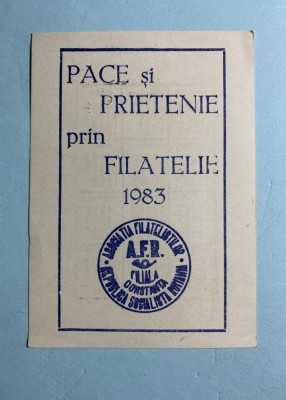 PACE și
PRIETENIE
prin
FILATELIE
1983
ASOCIAȚIA FILATELIȘTILOR
A.F.R.
FILIALA
CONSTANȚA
REPUBLICA SOCIALISTĂ ROMÂNIA